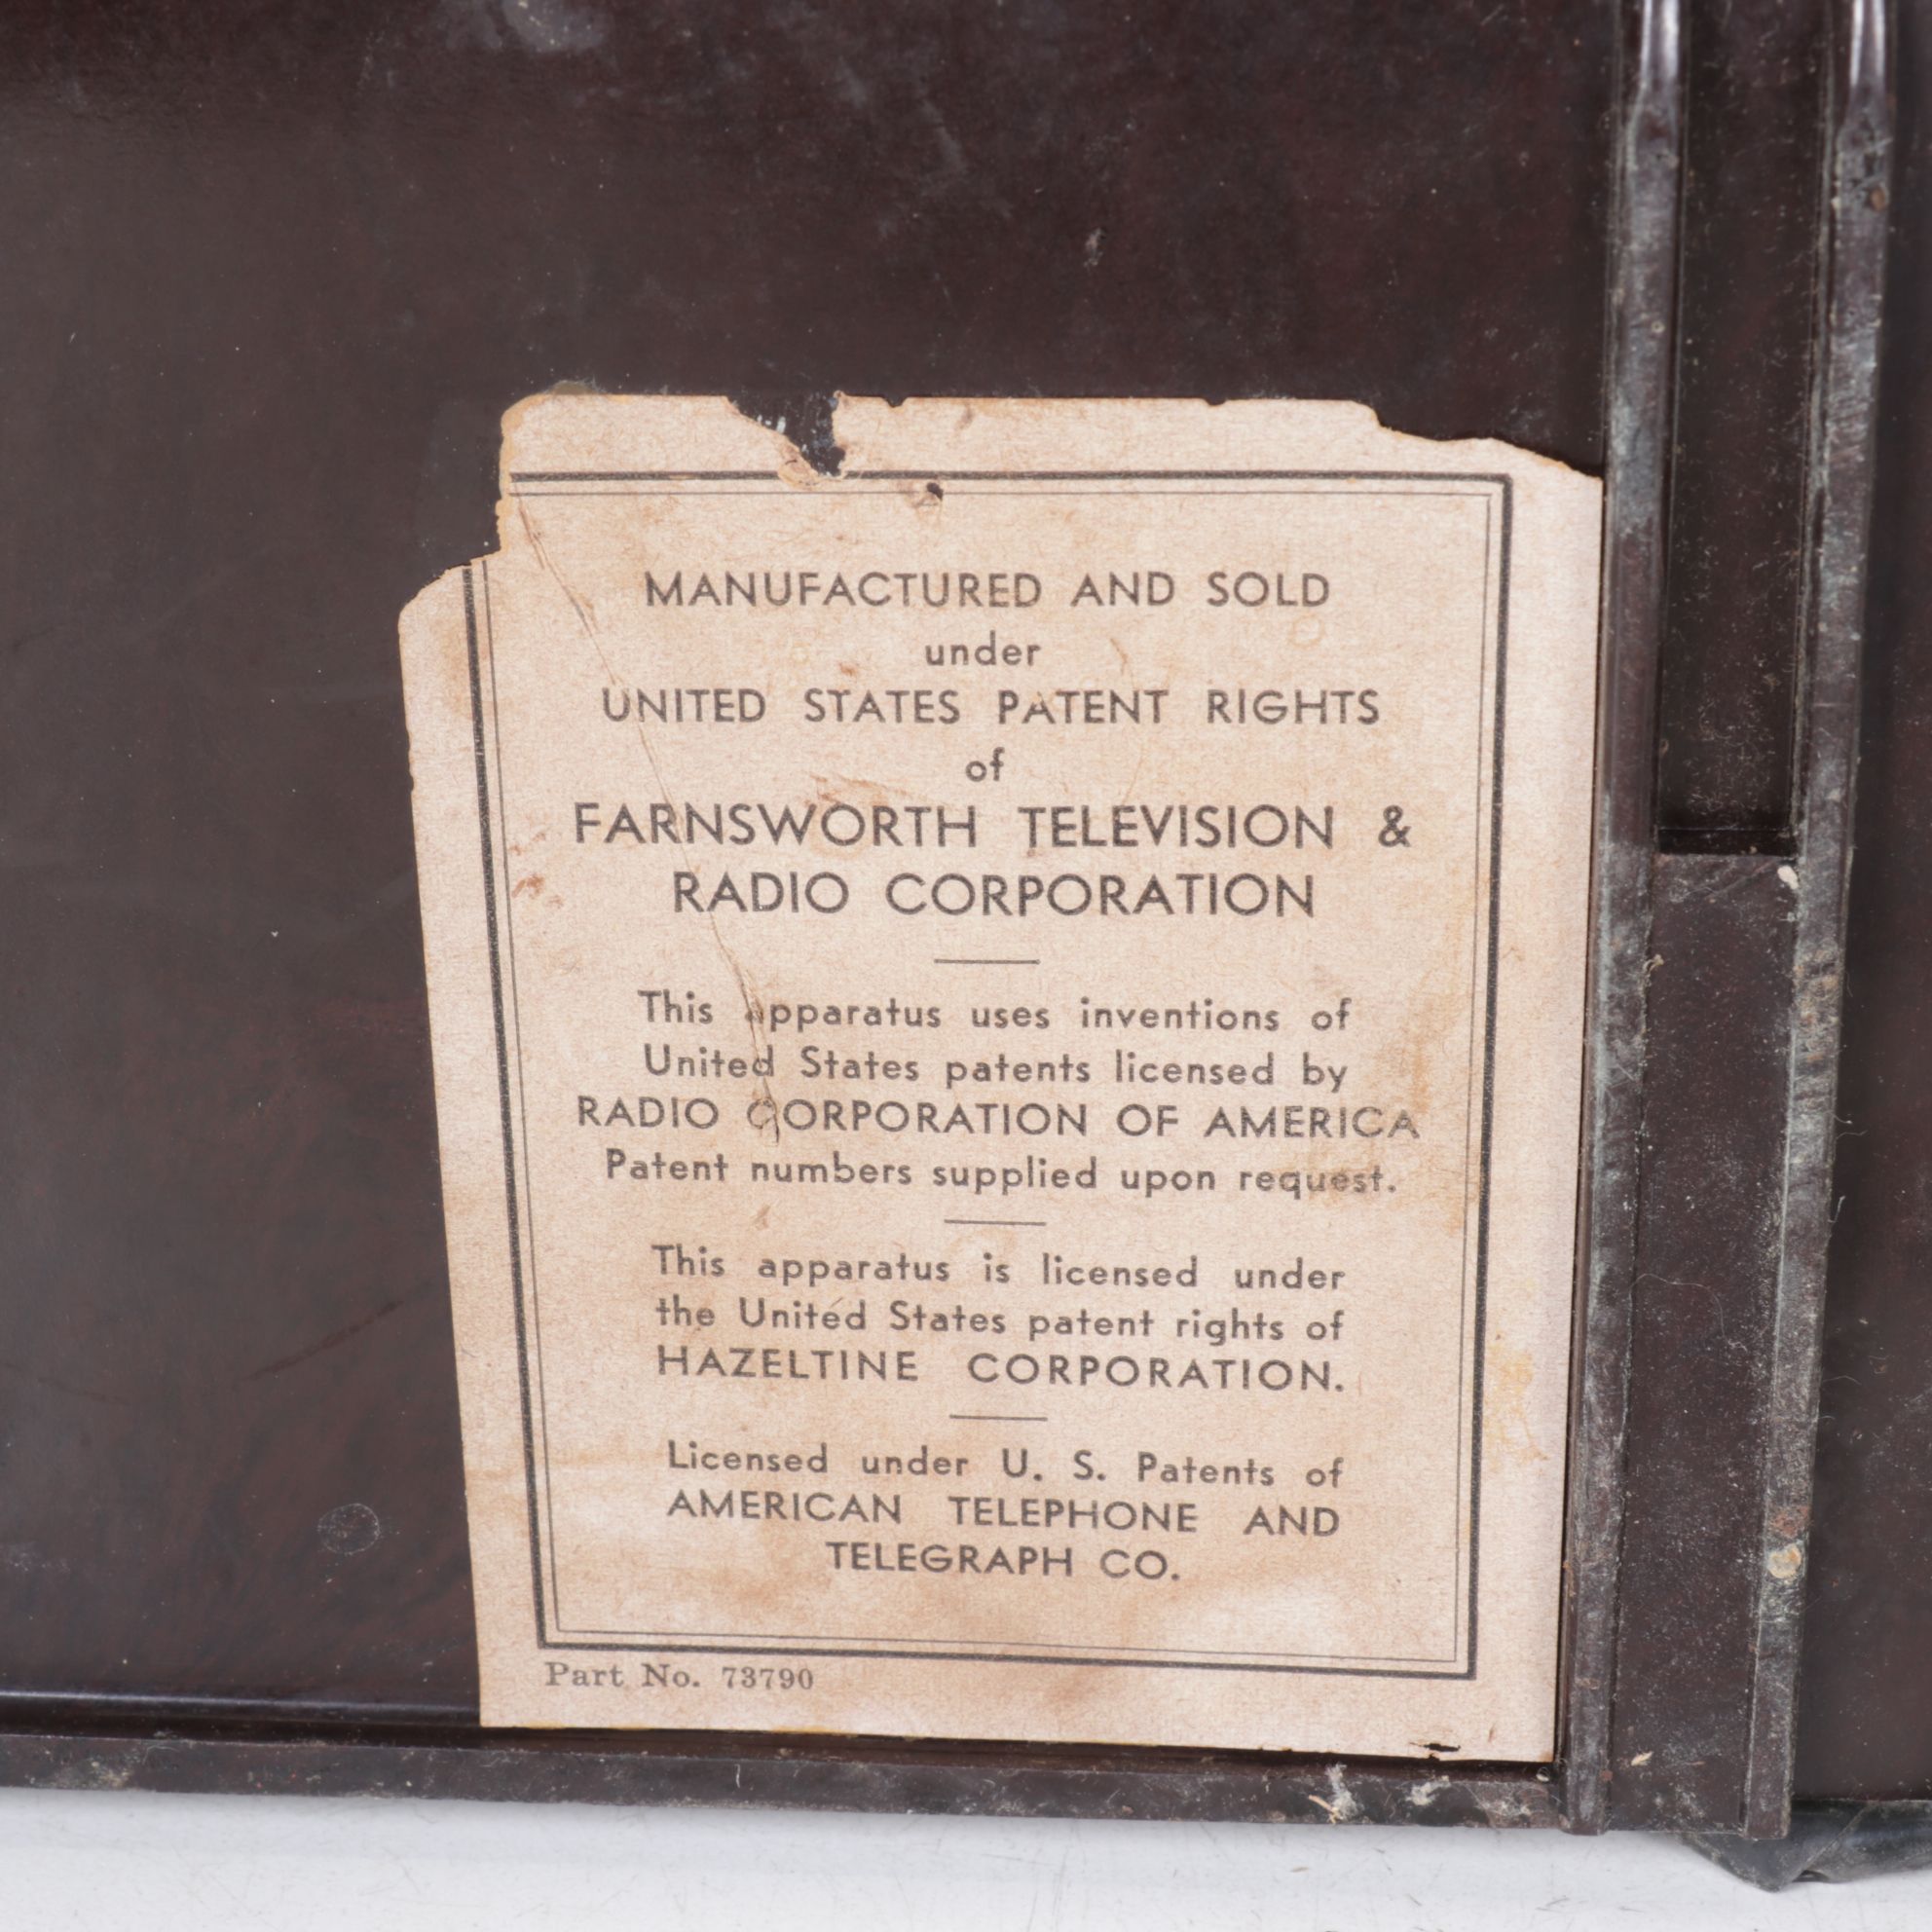 MANUFACTURED AND SOLD
under
UNITED STATES PATENT RIGHTS
of
FARNSWORTH TELEVISION &
RADIO CORPORATION
This apparatus uses inventions of
United States patents licensed by
RADIO CORPORATION OF AMERICA
Patent numbers supplied upon request.
This apparatus is licensed under
the United States patent rights of
HAZELTINE CORPORATION.
Licensed under U. S. Patents of
AMERICAN TELEPHONE AND
TELEGRAPH CO.
Part No. 73790